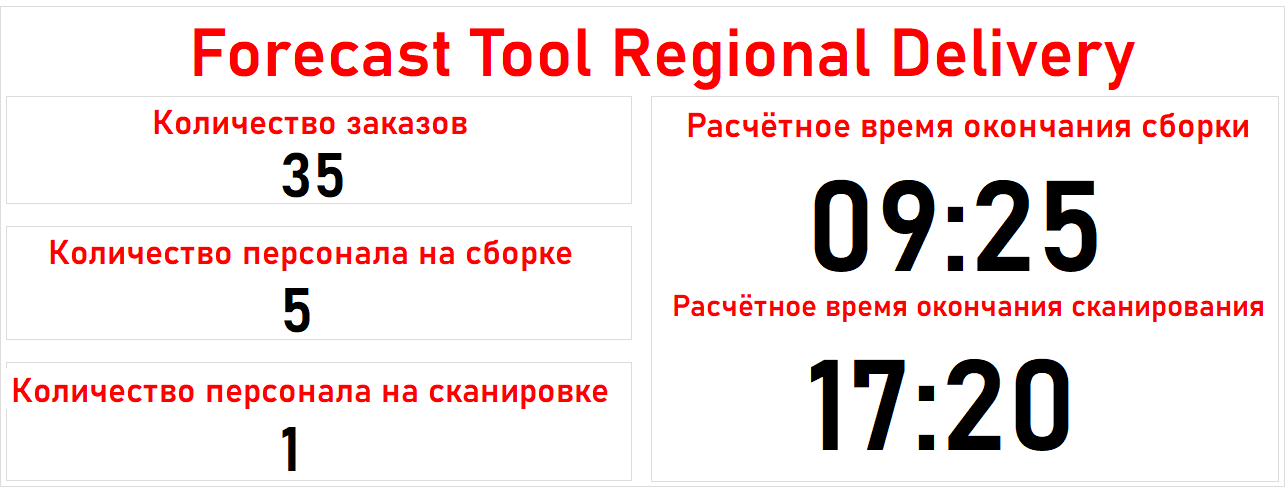 Forecast Tool Regional Delivery
Количество заказов
35
Количество персонала на сборке
5
Количество персонала на сканировке
1
Расчётное время окончания сборки
09:25
Расчётное время окончания сканирования
17:20